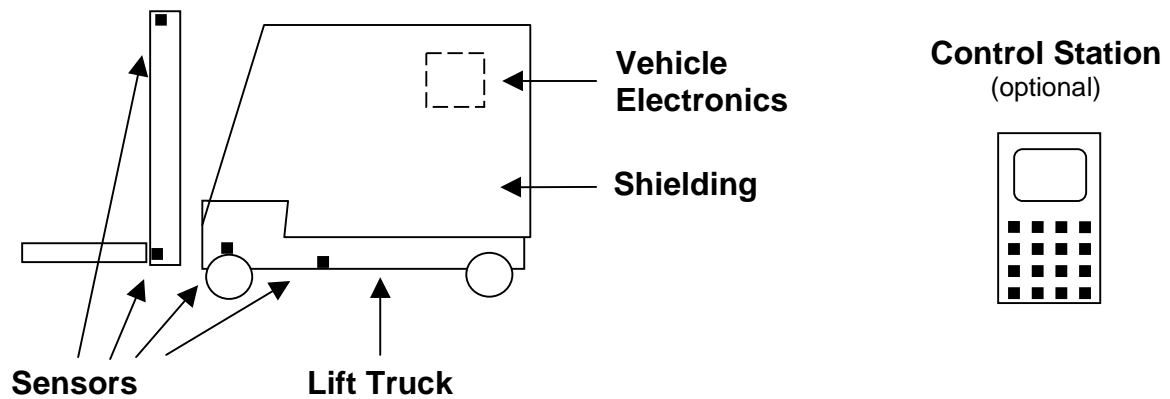 Vehicle
Electronics
Control Station
(optional)
Shielding
Sensors
Lift Truck